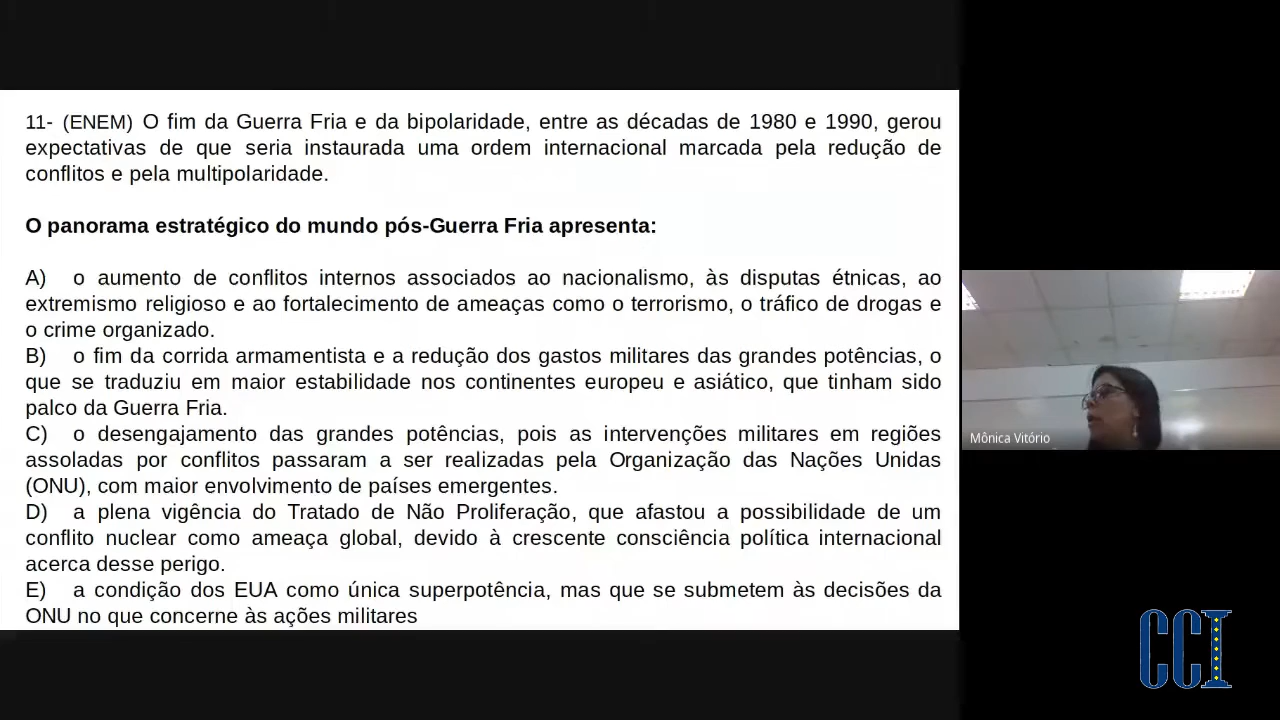 11- (ENEM) O fim da Guerra Fria e da bipolaridade, entre as décadas de 1980 e 1990, gerou
expectativas de que seria instaurada uma ordem internacional marcada pela redução de
conflitos e pela multipolaridade.
O panorama estratégico do mundo pós-Guerra Fria apresenta:
A) o aumento de conflitos internos associados ao nacionalismo, às disputas étnicas, ao
extremismo religioso e ao fortalecimento de ameaças como o terrorismo, o tráfico de drogas e
o crime organizado.
B) o fim da corrida armamentista e a redução dos gastos militares das grandes potências, o
que se traduziu em maior estabilidade nos continentes europeu e asiático, que tinham sido
palco da Guerra Fria.
C) o desengajamento das grandes potências, pois as intervenções militares em regiões
assoladas por conflitos passaram a ser realizadas pela Organização das Nações Unidas
(ONU), com maior envolvimento de países emergentes.
D) a plena vigência do Tratado de Não Proliferação, que afastou a possibilidade de um
conflito nuclear como ameaça global, devido à crescente consciência política internacional
acerca desse perigo.
E) a condição dos EUA como única superpotência, mas que se submetem às decisões da
ONU no que concerne às ações militares
Mônica Vitório
CCI